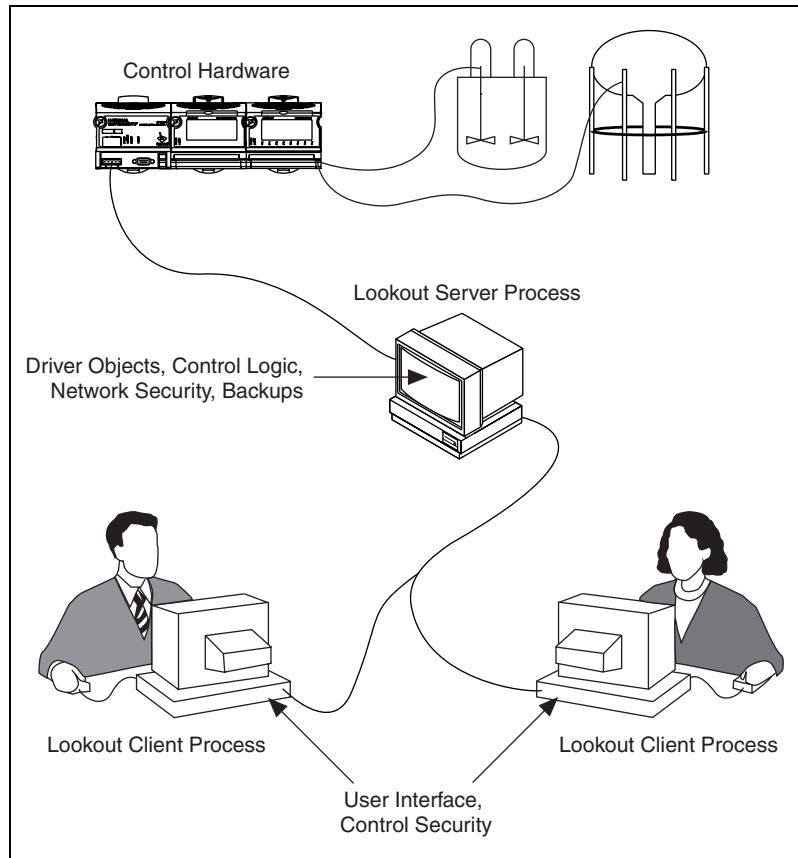 Control Hardware
Lookout Server Process
Driver Objects, Control Logic,
Network Security, Backups
Lookout Client Process
Lookout Client Process
User Interface,
Control Security